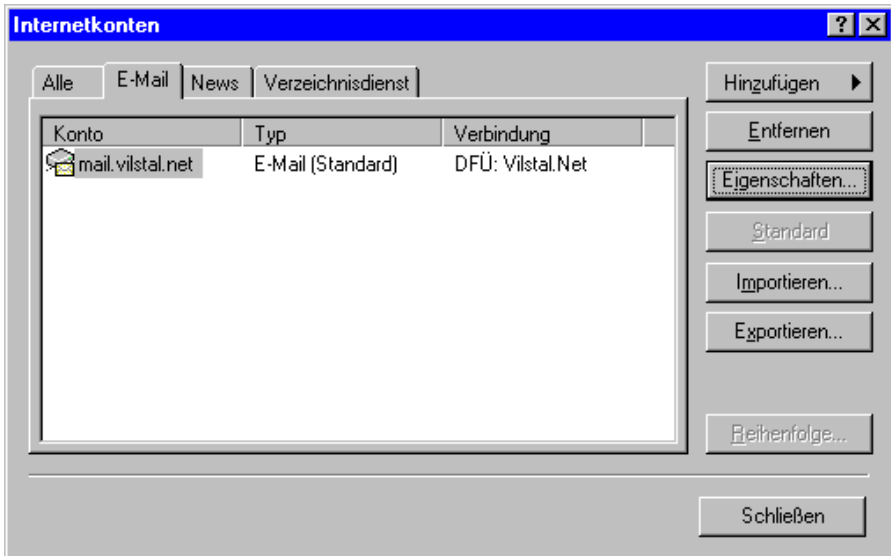 Internetkonten
Alle E-Mail News Verzeichnisdienst
Konto Typ Verbindung
mail.vilstal.net E-Mail (Standard) DFÜ: Vilstal.Net
Hinzufügen
Entfernen
Eigenschaften...
Standard
Importieren...
Exportieren...
Reihenfolge...
Schließen